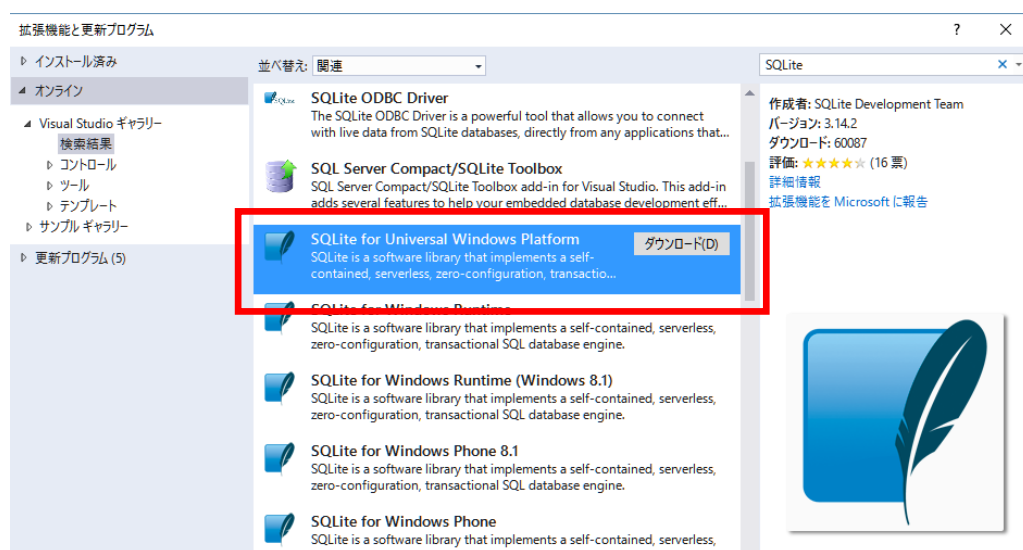 拡張機能と更新プログラム
?
インストール済み
オンライン
Visual Studio ギャラリー
検索結果
コントロール
ツール
テンプレート
サンプル ギャラリー
更新プログラム (5)
並べ替え: 関連
SQLite ODBC Driver
The SQLite ODBC Driver is a powerful tool that allows you to connect
with live data from SQLite databases, directly from any applications that...
SQL Server Compact/SQLite Toolbox
SQL Server Compact/SQLite Toolbox add-in for Visual Studio. This add-in
adds several features to help your embedded database development eff...
SQLite for Universal Windows Platform
ダウンロード(D)
SQLite is a software library that implements a self-
contained, serverless, zero-configuration, transactio...
SQLite for Windows Runtime
SQLite is a software library that implements a self-contained, serverless,
zero-configuration, transactional SQL database engine.
SQLite for Windows Runtime (Windows 8.1)
SQLite is a software library that implements a self-contained, serverless,
zero-configuration, transactional SQL database engine.
SQLite for Windows Phone 8.1
SQLite is a software library that implements a self-contained, serverless,
zero-configuration, transactional SQL database engine.
SQLite for Windows Phone
SQLite is a software library that implements a self-contained, serverless,
SQLite
作成者: SQLite Development Team
バージョン: 3.14.2
ダウンロード: 60087
評価: ★★★★☆ (16 票)
詳細情報
拡張機能を Microsoft に報告